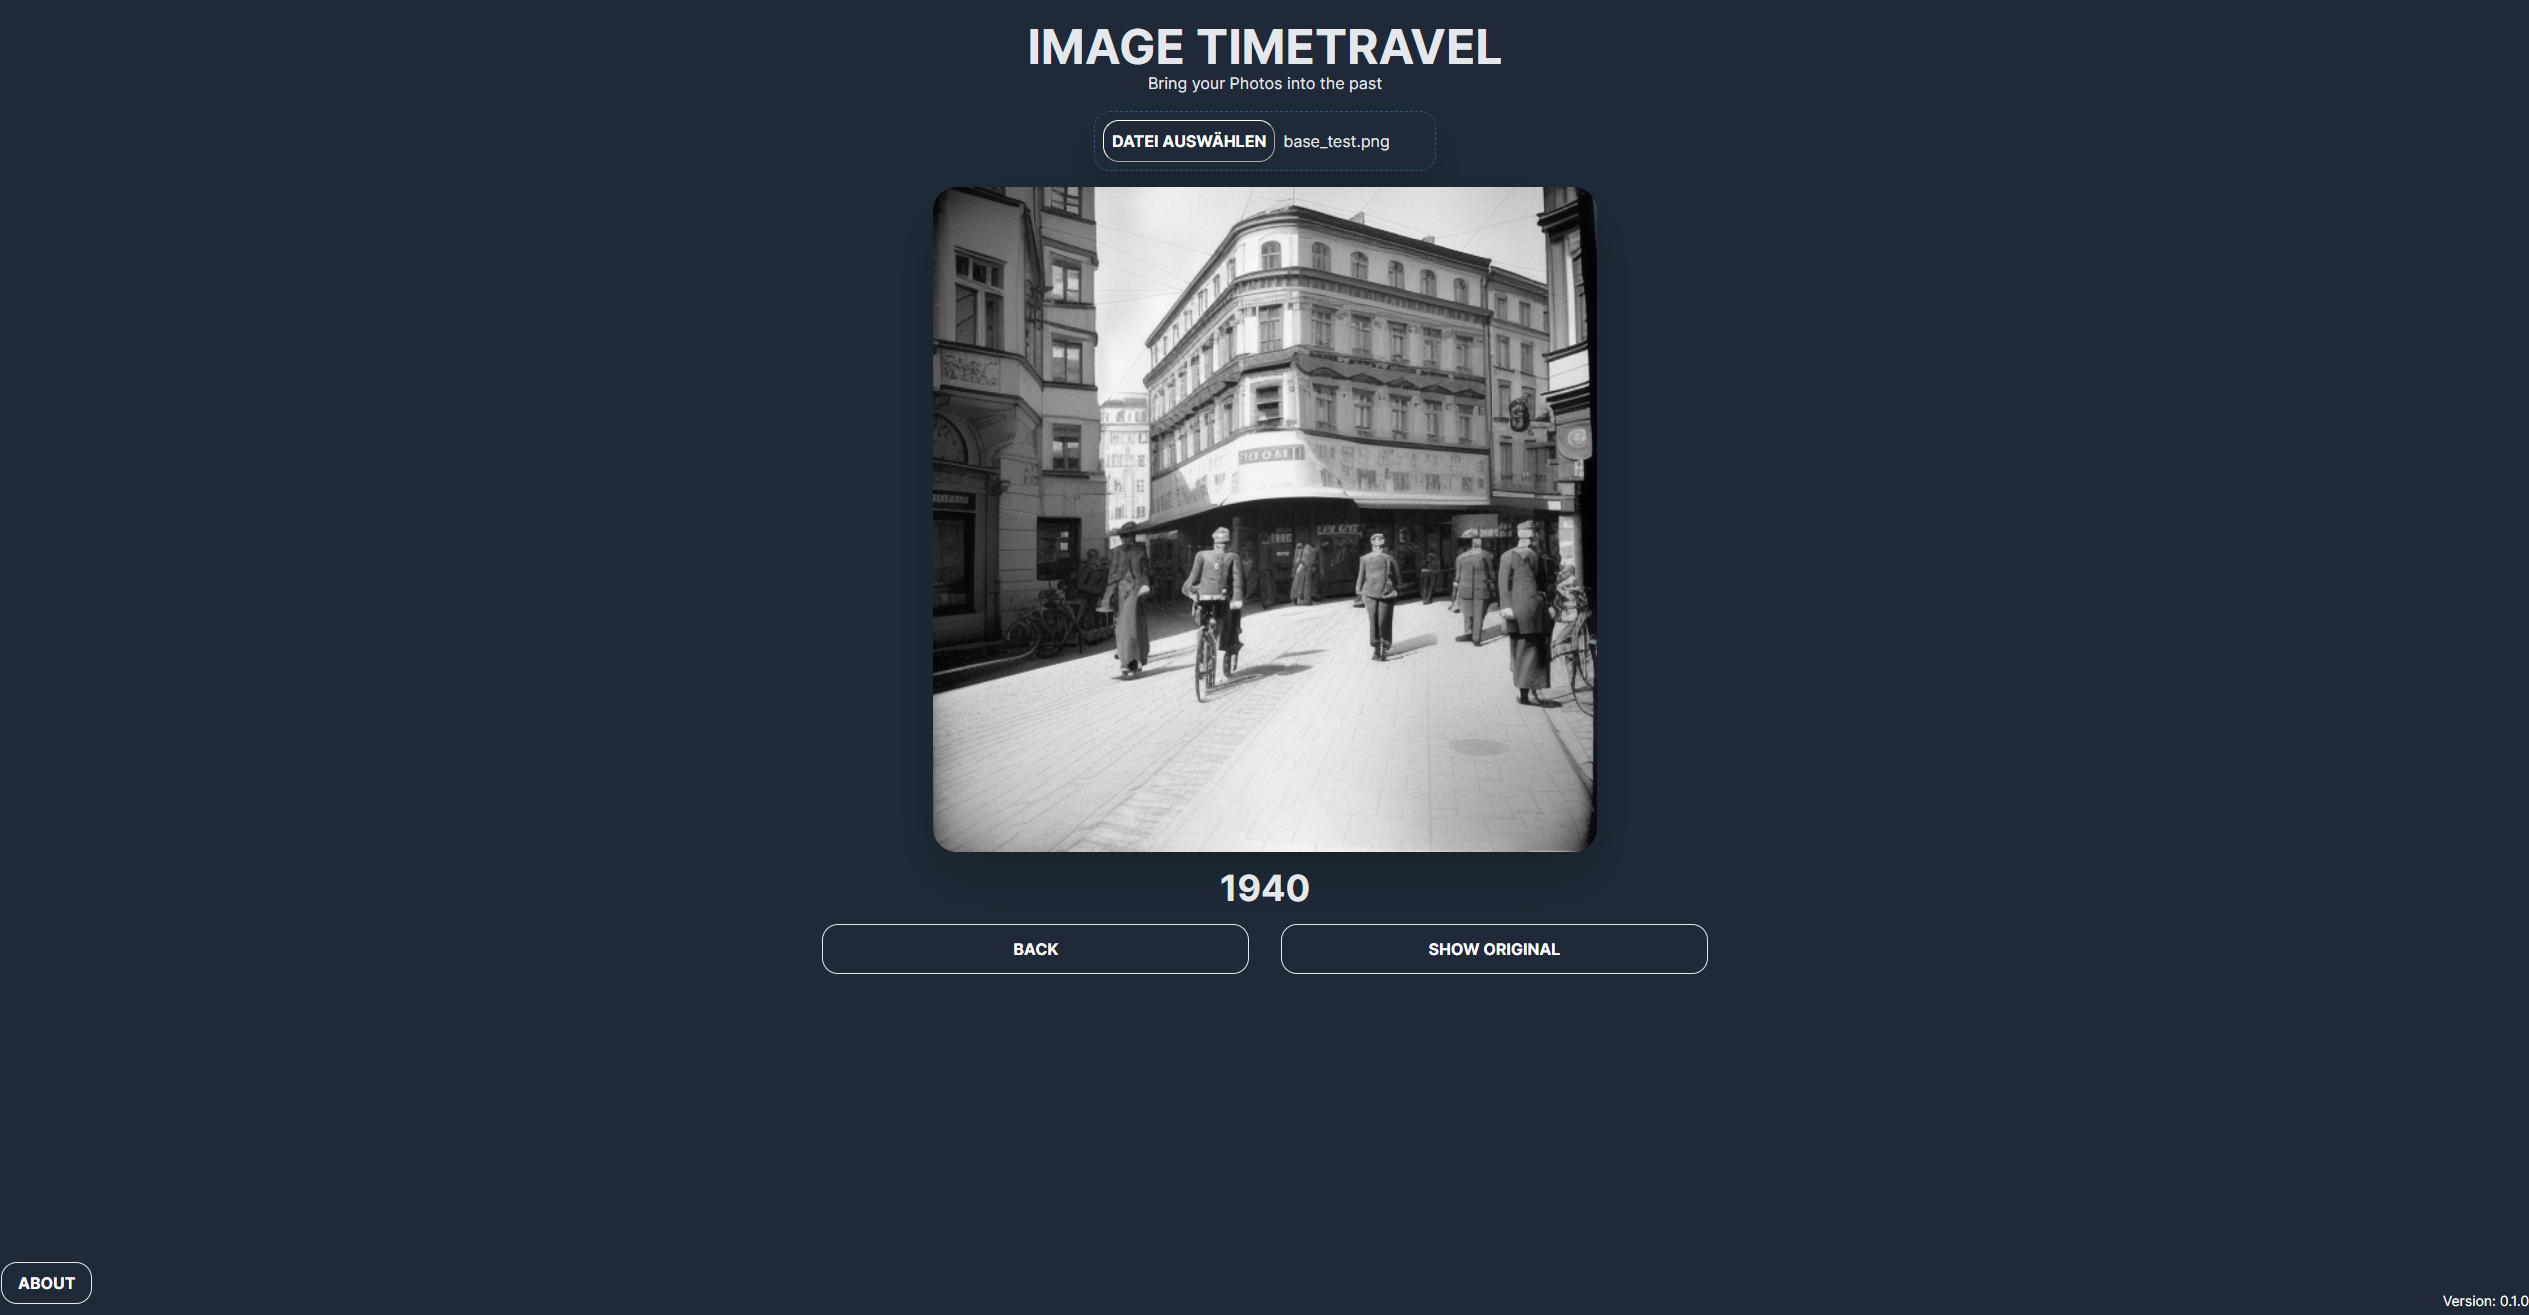 IMAGE TIMETRAVEL
Bring your Photos into the past
DATEI AUSWÄHLEN base_test.png
1940
BACK
SHOW ORIGINAL
ABOUT
Version: 0.1.0